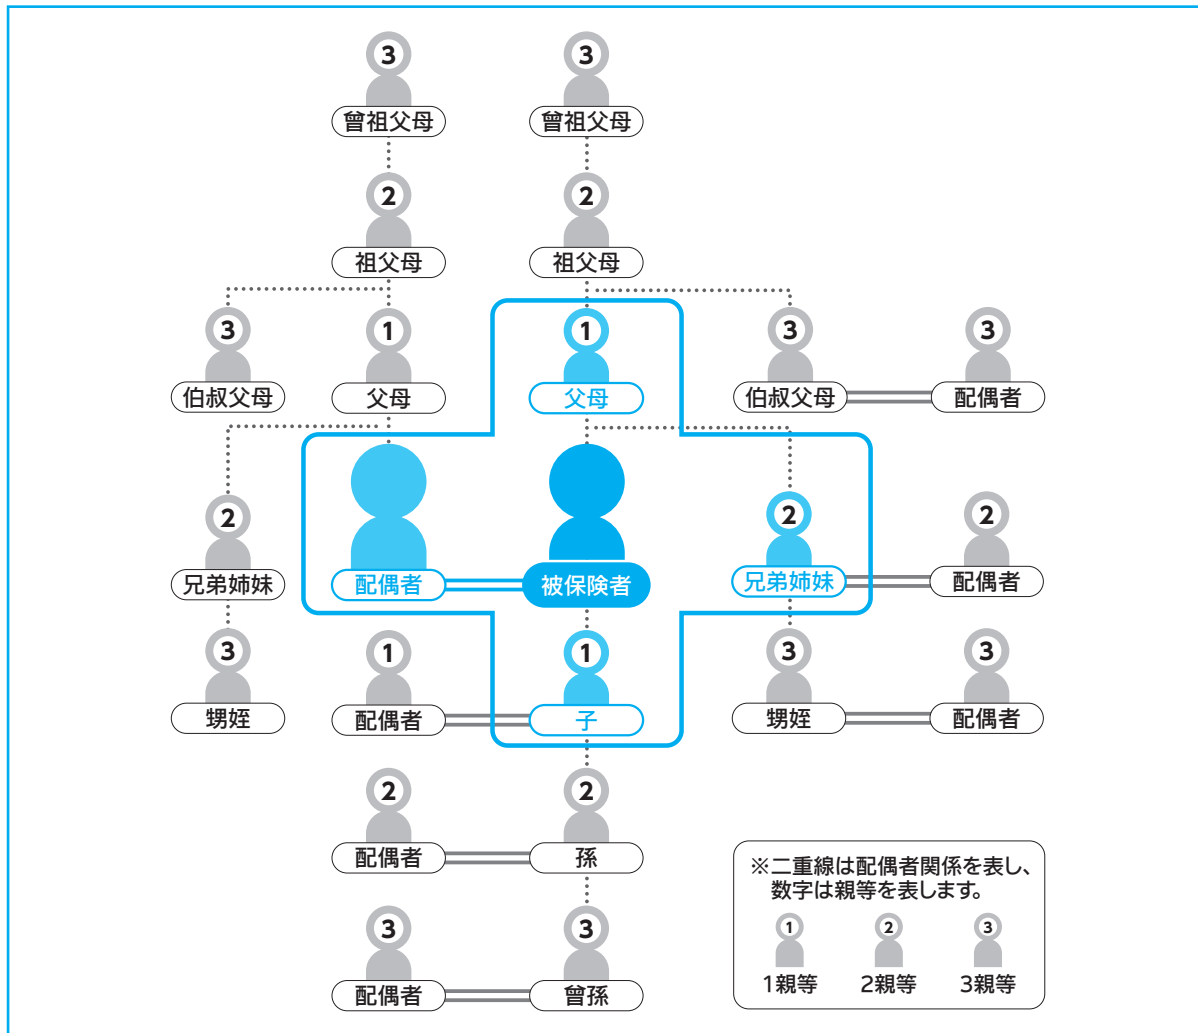 3
3
曾祖父母
曾祖父母
2
2
祖父母
祖父母
3
1
1
3
3
伯叔父母
父母
父母
伯叔父母
配偶者
2
2
2
兄弟姉妹
配偶者
被保険者
兄弟姉妹
配偶者
3
1
1
3
3
甥姪
配偶者
子
甥姪
配偶者
2
2
配偶者
孫
3
3
配偶者
曾孫
※二重線は配偶者関係を表し、
数字は親等を表します。
1
2
3
1親等
2親等
3親等